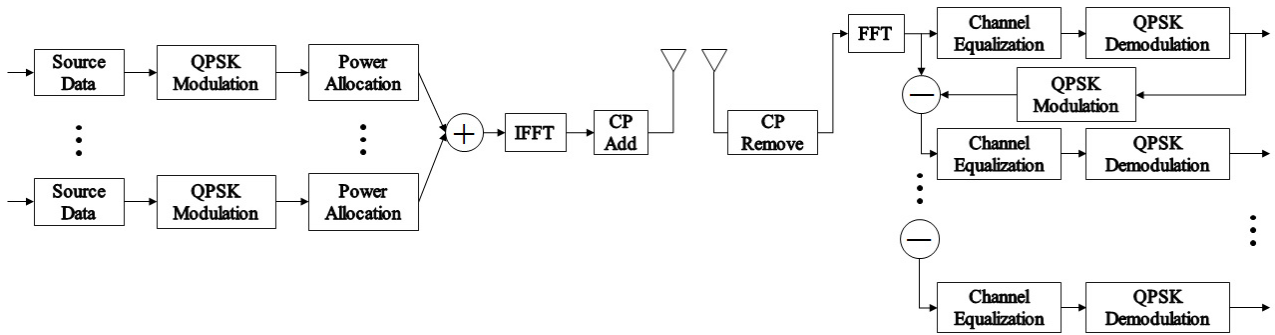 Source
Data
QPSK
Modulation
Power
Allocation
Source
Data
QPSK
Modulation
Power
Allocation
IFFT
CP
Add
CP
Remove
FFT
Channel
Equalization
QPSK
Demodulation
QPSK
Modulation
Channel
Equalization
QPSK
Demodulation
Channel
Equalization
QPSK
Demodulation